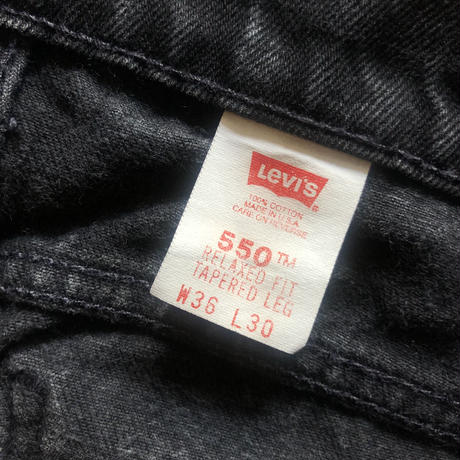 Levi's®
100% COTTON
MADE IN U.S.A.
CARE ON REVERSE
550™
RELAXED FIT
TAPERED LEG
W36 L30